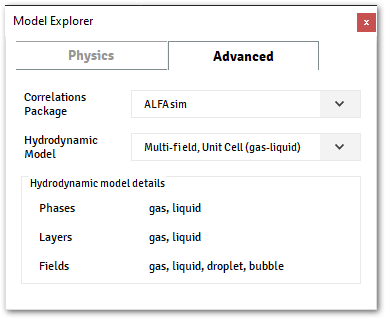 Model Explorer
x
Physics
Advanced
Correlations Package
ALFAsim
Hydrodynamic Model
Multi-field, Unit Cell (gas-liquid)
Hydrodynamic model details
Phases gas, liquid
Layers gas, liquid
Fields gas, liquid, droplet, bubble